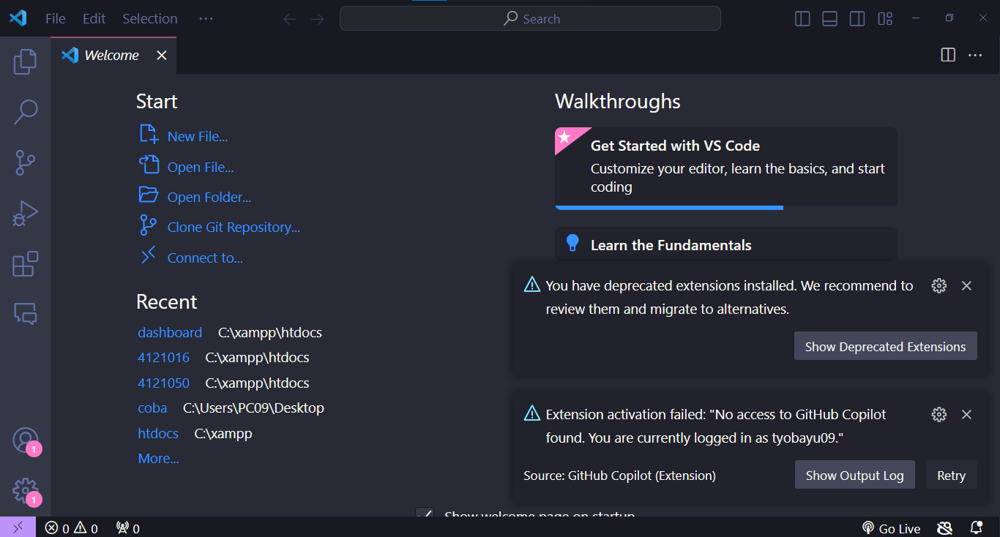 File Edit Selection ···
Search
Welcome
Start
New File...
Open File...
Open Folder...
Clone Git Repository...
Connect to...
Recent
dashboard C:\xampp\htdocs
4121016 C:\xampp\htdocs
4121050 C:\xampp\htdocs
coba C:\Users\PC09\Desktop
htdocs C:\xampp
More...
Walkthroughs
Get Started with VS Code
Customize your editor, learn the basics, and start
coding
Learn the Fundamentals
You have deprecated extensions installed. We recommend to
review them and migrate to alternatives.
Show Deprecated Extensions
Extension activation failed: "No access to GitHub Copilot
found. You are currently logged in as tyobayu09."
Source: GitHub Copilot (Extension)
Show Output Log
Retry
Show welcome page on startup
1
1
0 0 0
Go Live